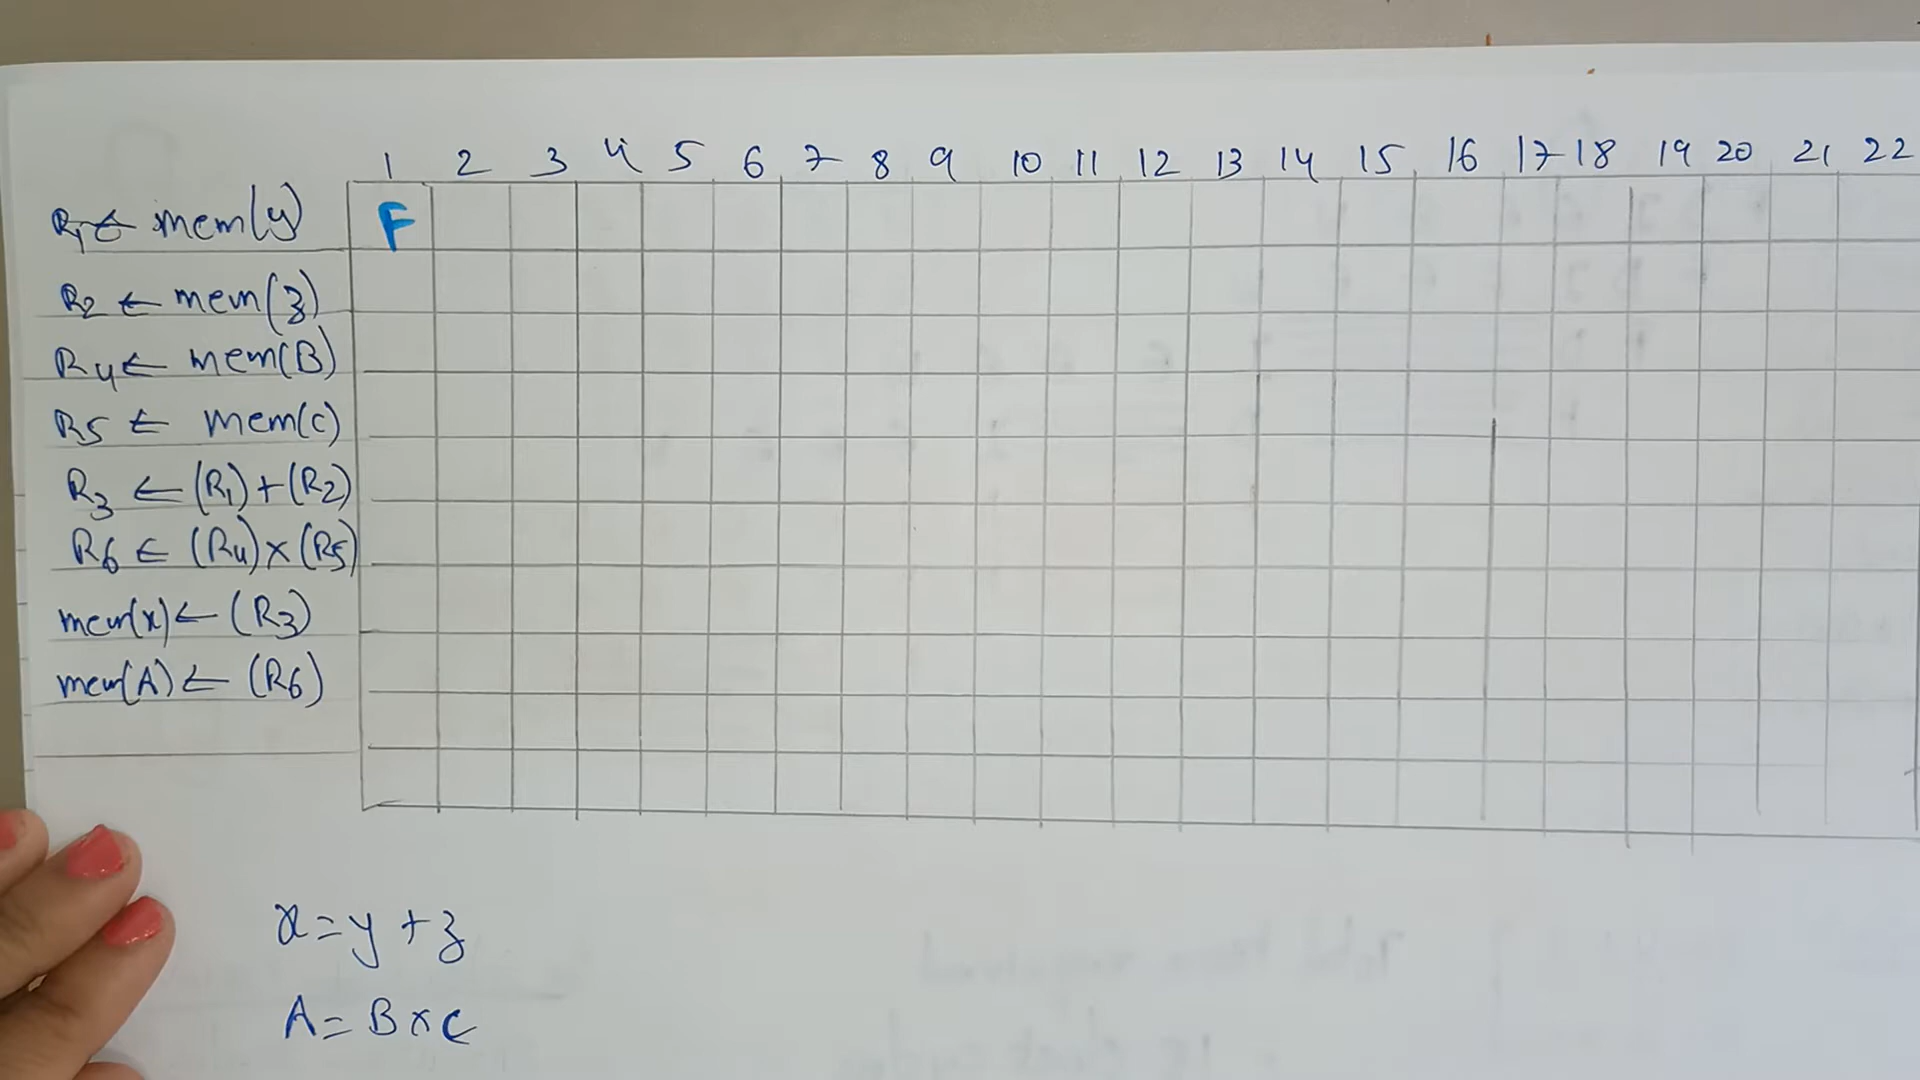 1 2 3 4 5 6 7 8 9 10 11 12 13 14 15 16 17 18 19 20 21 22
R1 ← mem(y) F
R2 ← mem(z)
R4 ← mem(B)
R5 ← mem(c)
R3 ← (R1)+(R2)
R6 ← (R4)×(R5)
mem(x) ← (R3)
mem(A) ← (R6)
x=y+z
A=B×C